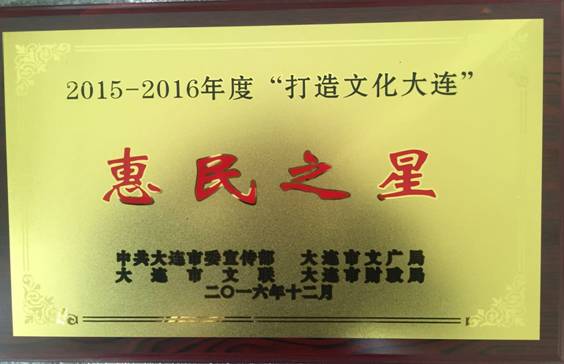 2015-2016年度“打造文化大连”
惠民之星
中共大连市委宣传部 大连市文广局
大连市文联 大连市财政局
二〇一六年十二月